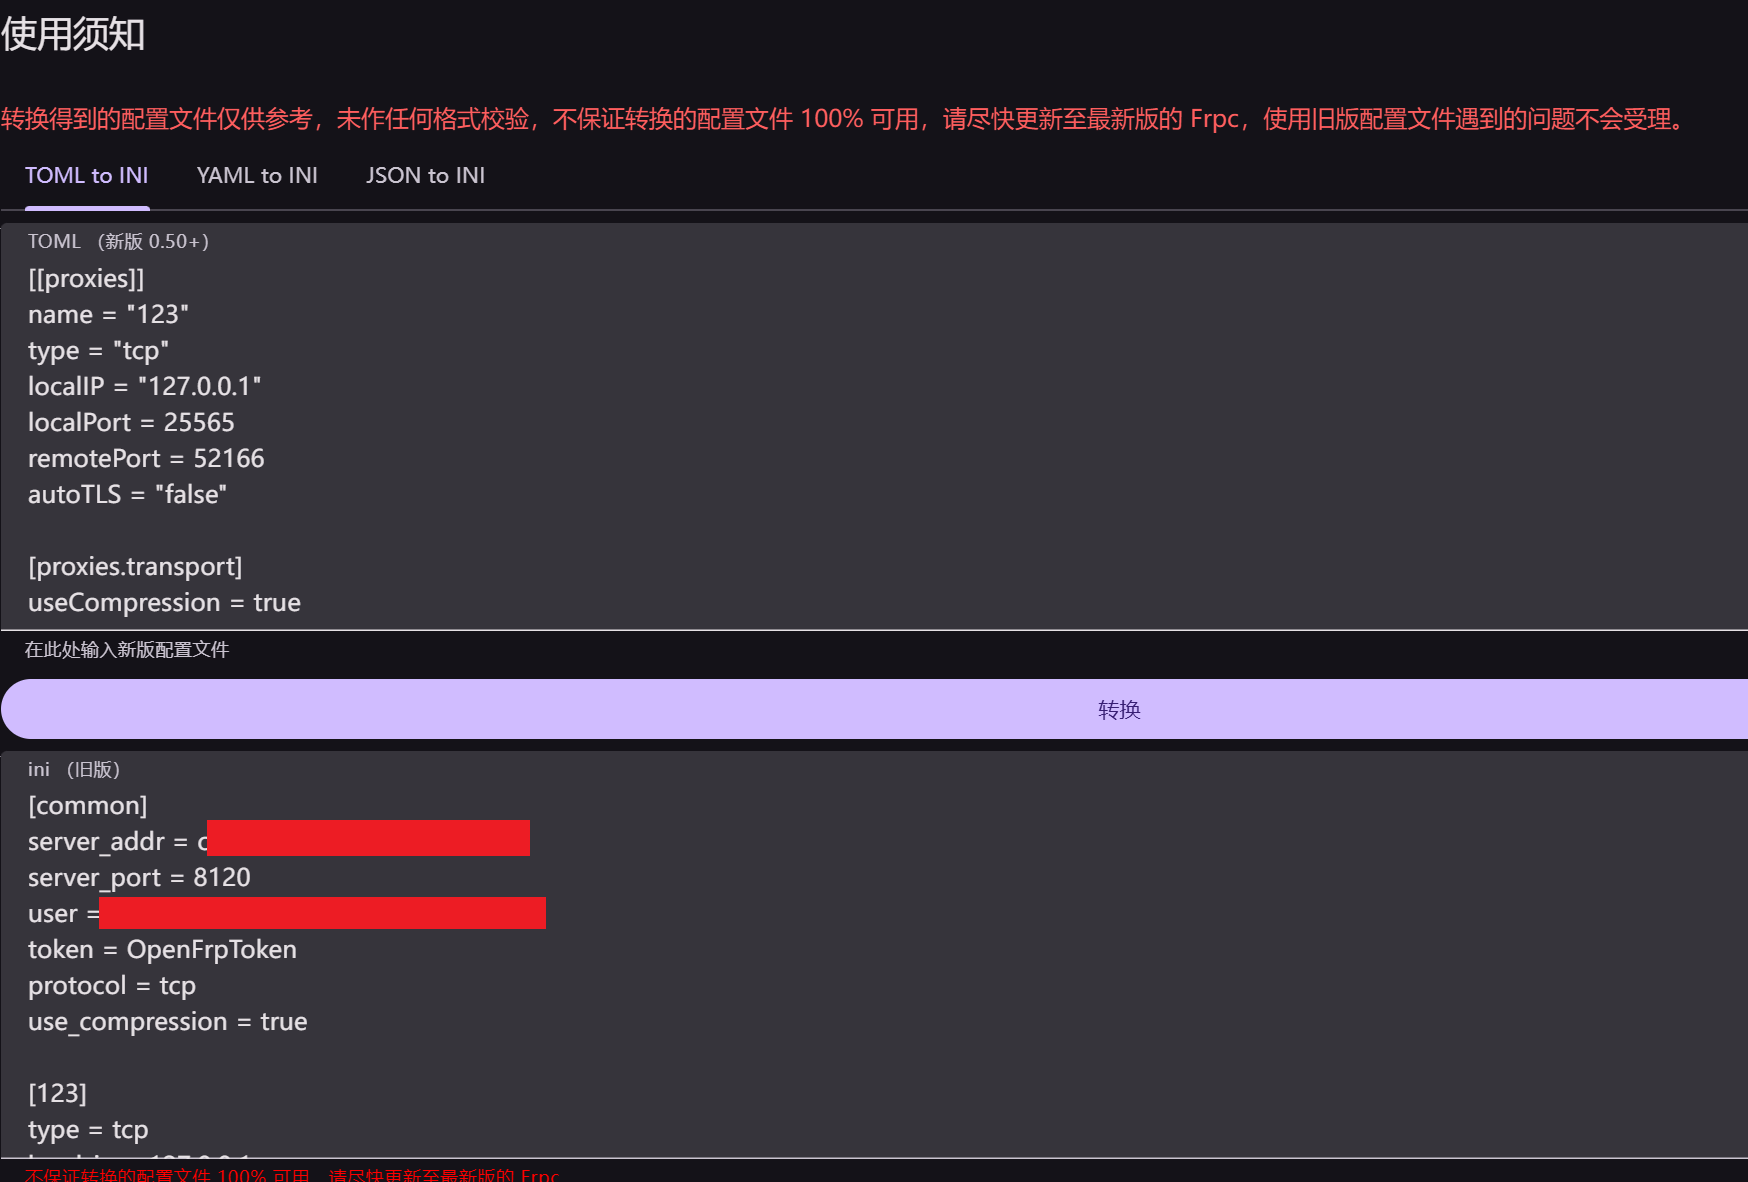 使用须知
转换得到的配置文件仅供参考，未作任何格式校验，不保证转换的配置文件 100% 可用，请尽快更新至最新版的 Frpc，使用旧版配置文件遇到的问题不会受理。
TOML to INI YAML to INI JSON to INI
TOML （新版 0.50+）
[[proxies]]
name = "123"
type = "tcp"
localIP = "127.0.0.1"
localPort = 25565
remotePort = 52166
autoTLS = "false"
[proxies.transport]
useCompression = true
在此处输入新版配置文件
转换
ini （旧版）
[common]
server_addr = c
server_port = 8120
user =
token = OpenFrpToken
protocol = tcp
use_compression = true
[123]
type = tcp
不保证转换的配置文件 100% 可用，请尽快更新至最新版的 Frpc